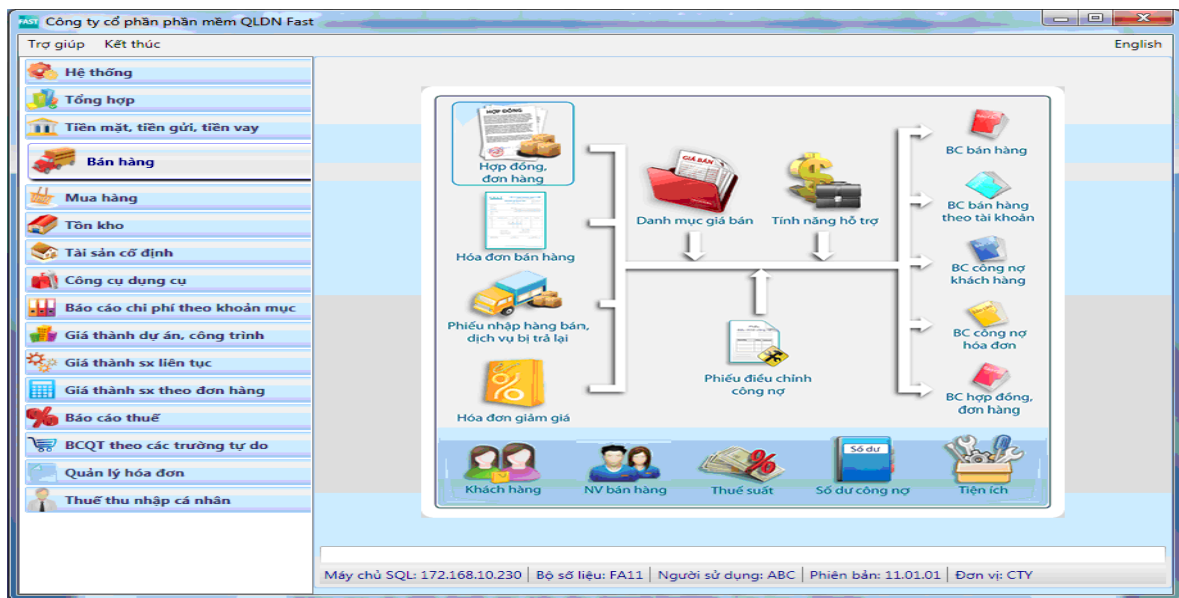 FAST Công ty cổ phần phần mềm QLDN Fast
Trợ giúp Kết thúc English
Hệ thống
Tổng hợp
Tiền mặt, tiền gửi, tiền vay
Bán hàng
Mua hàng
Tồn kho
Tài sản cố định
Công cụ dụng cụ
Báo cáo chi phí theo khoản mục
Giá thành dự án, công trình
Giá thành sx liên tục
Giá thành sx theo đơn hàng
Báo cáo thuế
BCQT theo các trường tự do
Quản lý hóa đơn
Thuế thu nhập cá nhân
HỢP ĐỒNG
Hợp đồng,
đơn hàng
Hóa đơn bán hàng
Phiếu nhập hàng bán,
dịch vụ bị trả lại
Hóa đơn giảm giá
GIÁ BÁN
Danh mục giá bán
Tính năng hỗ trợ
Phiếu điều chỉnh
công nợ
BC bán hàng
BC bán hàng
theo tài khoản
BC công nợ
khách hàng
BC công nợ
hóa đơn
BC hợp đồng,
đơn hàng
Khách hàng
NV bán hàng
Thuế suất
Số dư
Số dư công nợ
Tiện ích
Máy chủ SQL: 172.168.10.230 Bộ số liệu: FA11 Người sử dụng: ABC Phiên bản: 11.01.01 Đơn vị: CTY